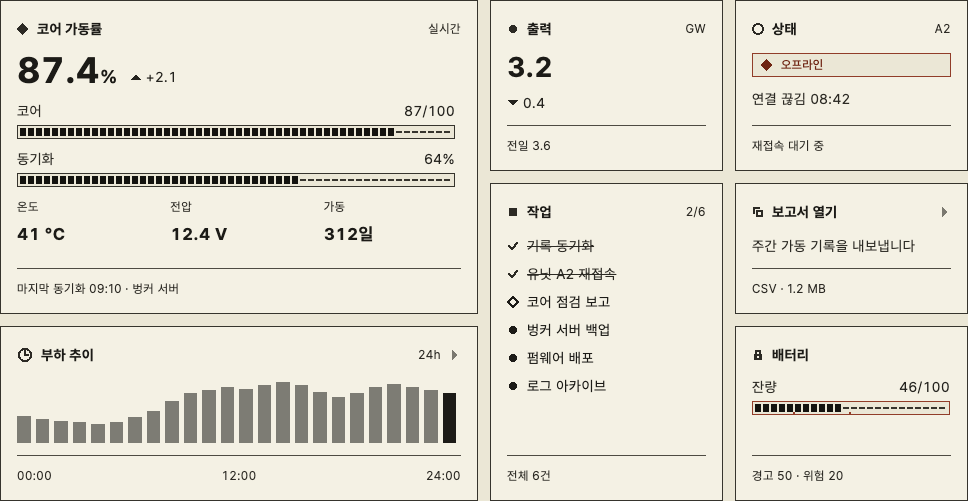 코어 가동률
실시간
87.4%
+2.1
코어
87/100
동기화
64%
온도
전압
가동
41 °C
12.4 V
312일
마지막 동기화 09:10 · 벙커 서버
출력
GW
3.2
0.4
전일 3.6
상태
A2
오프라인
연결 끊김 08:42
재접속 대기 중
작업
2/6
기록 동기화
유닛 A2 재접속
코어 점검 보고
벙커 서버 백업
펌웨어 배포
로그 아카이브
전체 6건
보고서 열기
주간 가동 기록을 내보냅니다
CSV · 1.2 MB
부하 추이
24h
00:00
12:00
24:00
배터리
잔량
46/100
경고 50 · 위험 20